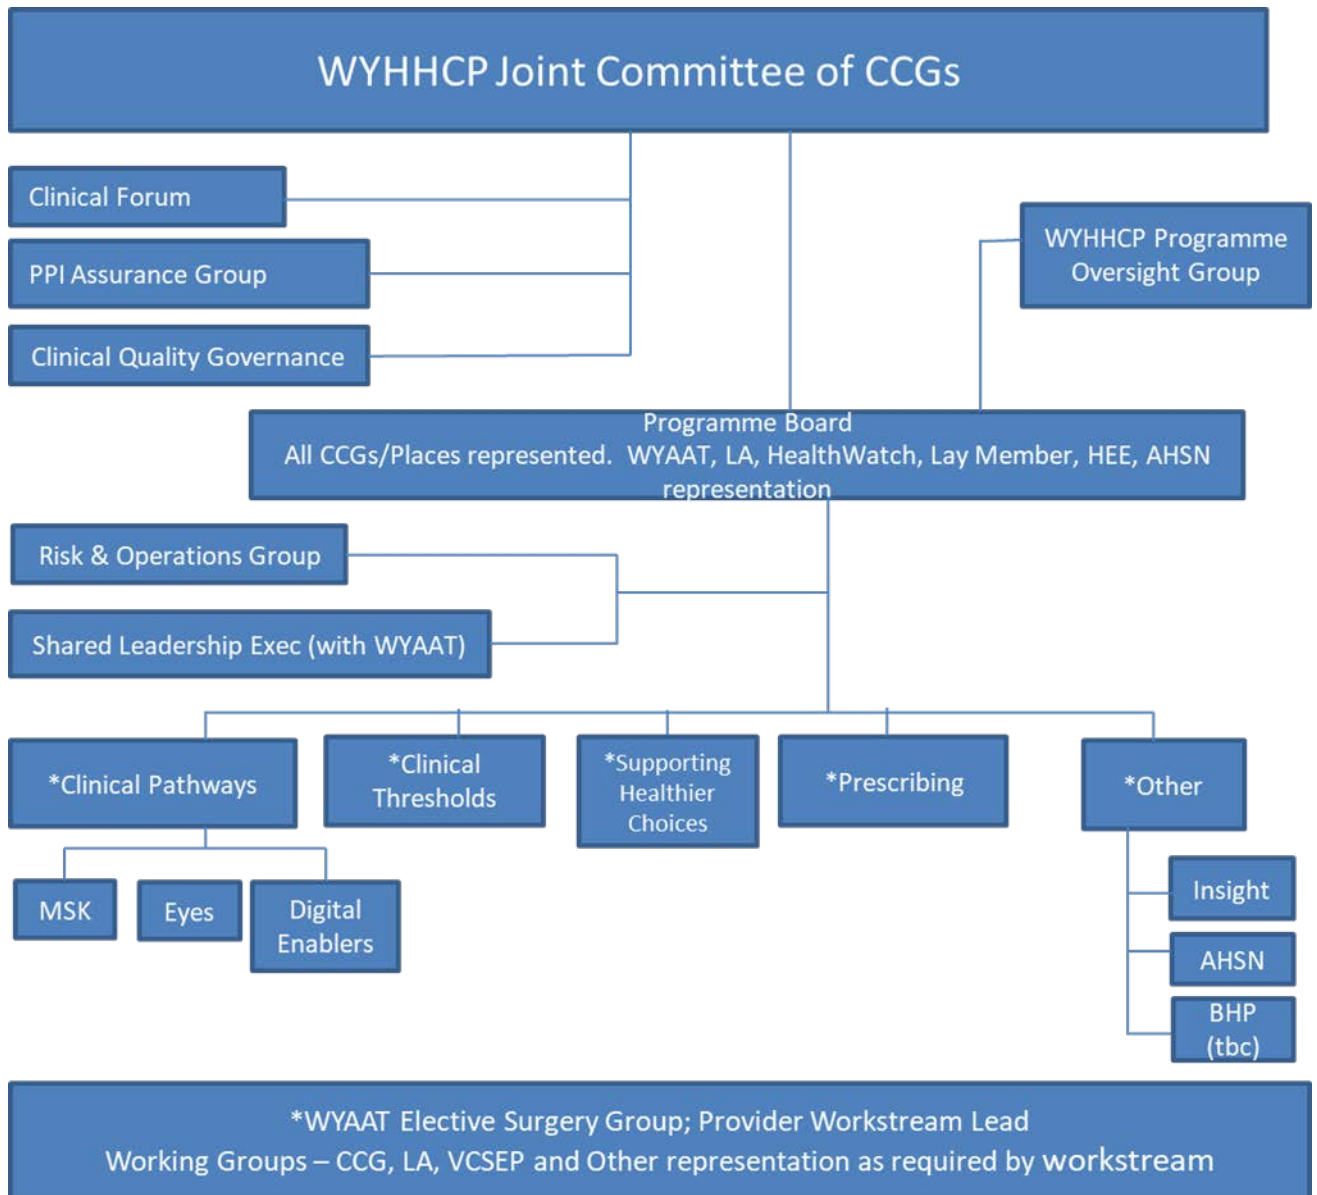 WYHHCP Joint Committee of CCGs
Clinical Forum
PPI Assurance Group
Clinical Quality Governance
WYHHCP Programme
Oversight Group
Programme Board
All CCGs/Places represented. WYAAT, LA, HealthWatch, Lay Member, HEE, AHSN
representation
Risk & Operations Group
Shared Leadership Exec (with WYAAT)
*Clinical Pathways
*Clinical
Thresholds
*Supporting
Healthier
Choices
*Prescribing
*Other
MSK
Eyes
Digital
Enablers
Insight
AHSN
BHP
(tbc)
*WYAAT Elective Surgery Group; Provider Workstream Lead
Working Groups – CCG, LA, VCSEP and Other representation as required by workstream